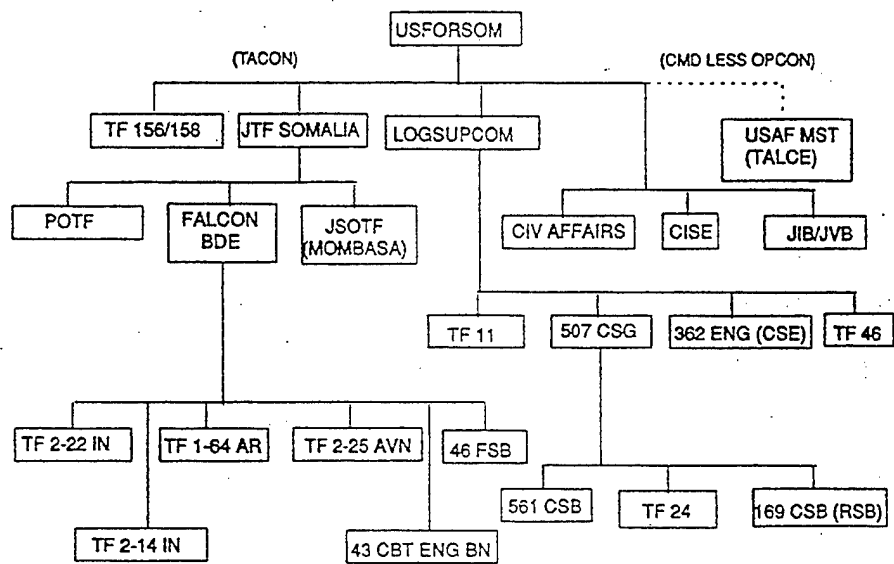 USFORSOM
(TACON)
(CMD LESS OPCON)
TF 156/158
JTF SOMALIA
LOGSUPCOM
USAF MST
(TALCE)
POTF
FALCON
BDE
JSOTF
(MOMBASA)
CIV AFFAIRS
CISE
JIB/JVB
TF 11
507 CSG
362 ENG (CSE)
TF 46
TF 2-22 IN
TF 1-64 AR
TF 2-25 AVN
46 FSB
561 CSB
TF 24
169 CSB (RSB)
TF 2-14 IN
43 CBT ENG BN